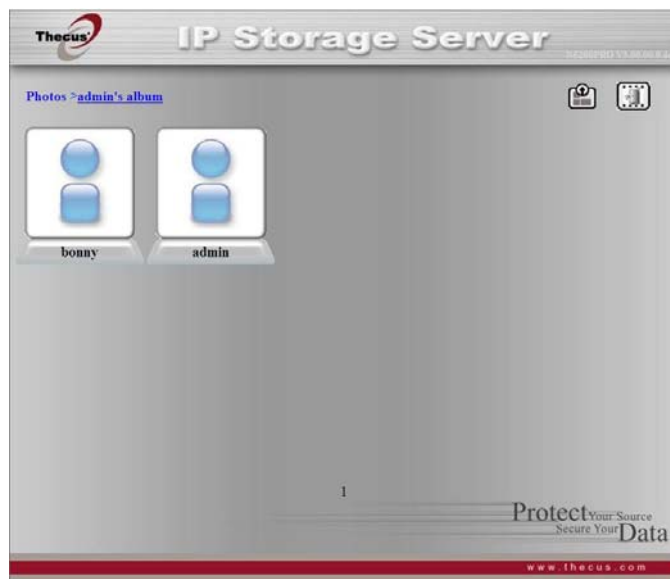 Thecus
IP Storage Server
Photos >admin's album
bonny
admin
1
Protect Your Source
Secure Your Data
www.thecus.com